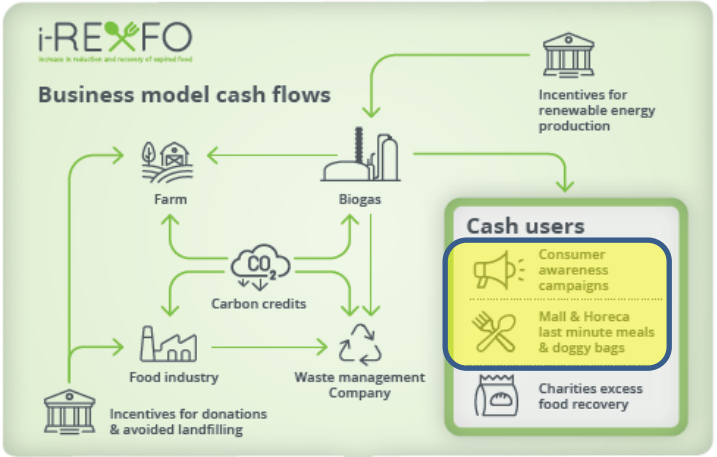 i-REXFO
increase in reduction and recovery of expired food
Business model cash flows
Incentives for
renewable energy
production
Farm
Biogas
Cash users
Consumer
awareness
campaigns
CO2
Carbon credits
Mall & Horeca
last minute meals
& doggy bags
Food industry
Waste management
Company
Charities excess
food recovery
Incentives for donations
& avoided landfilling